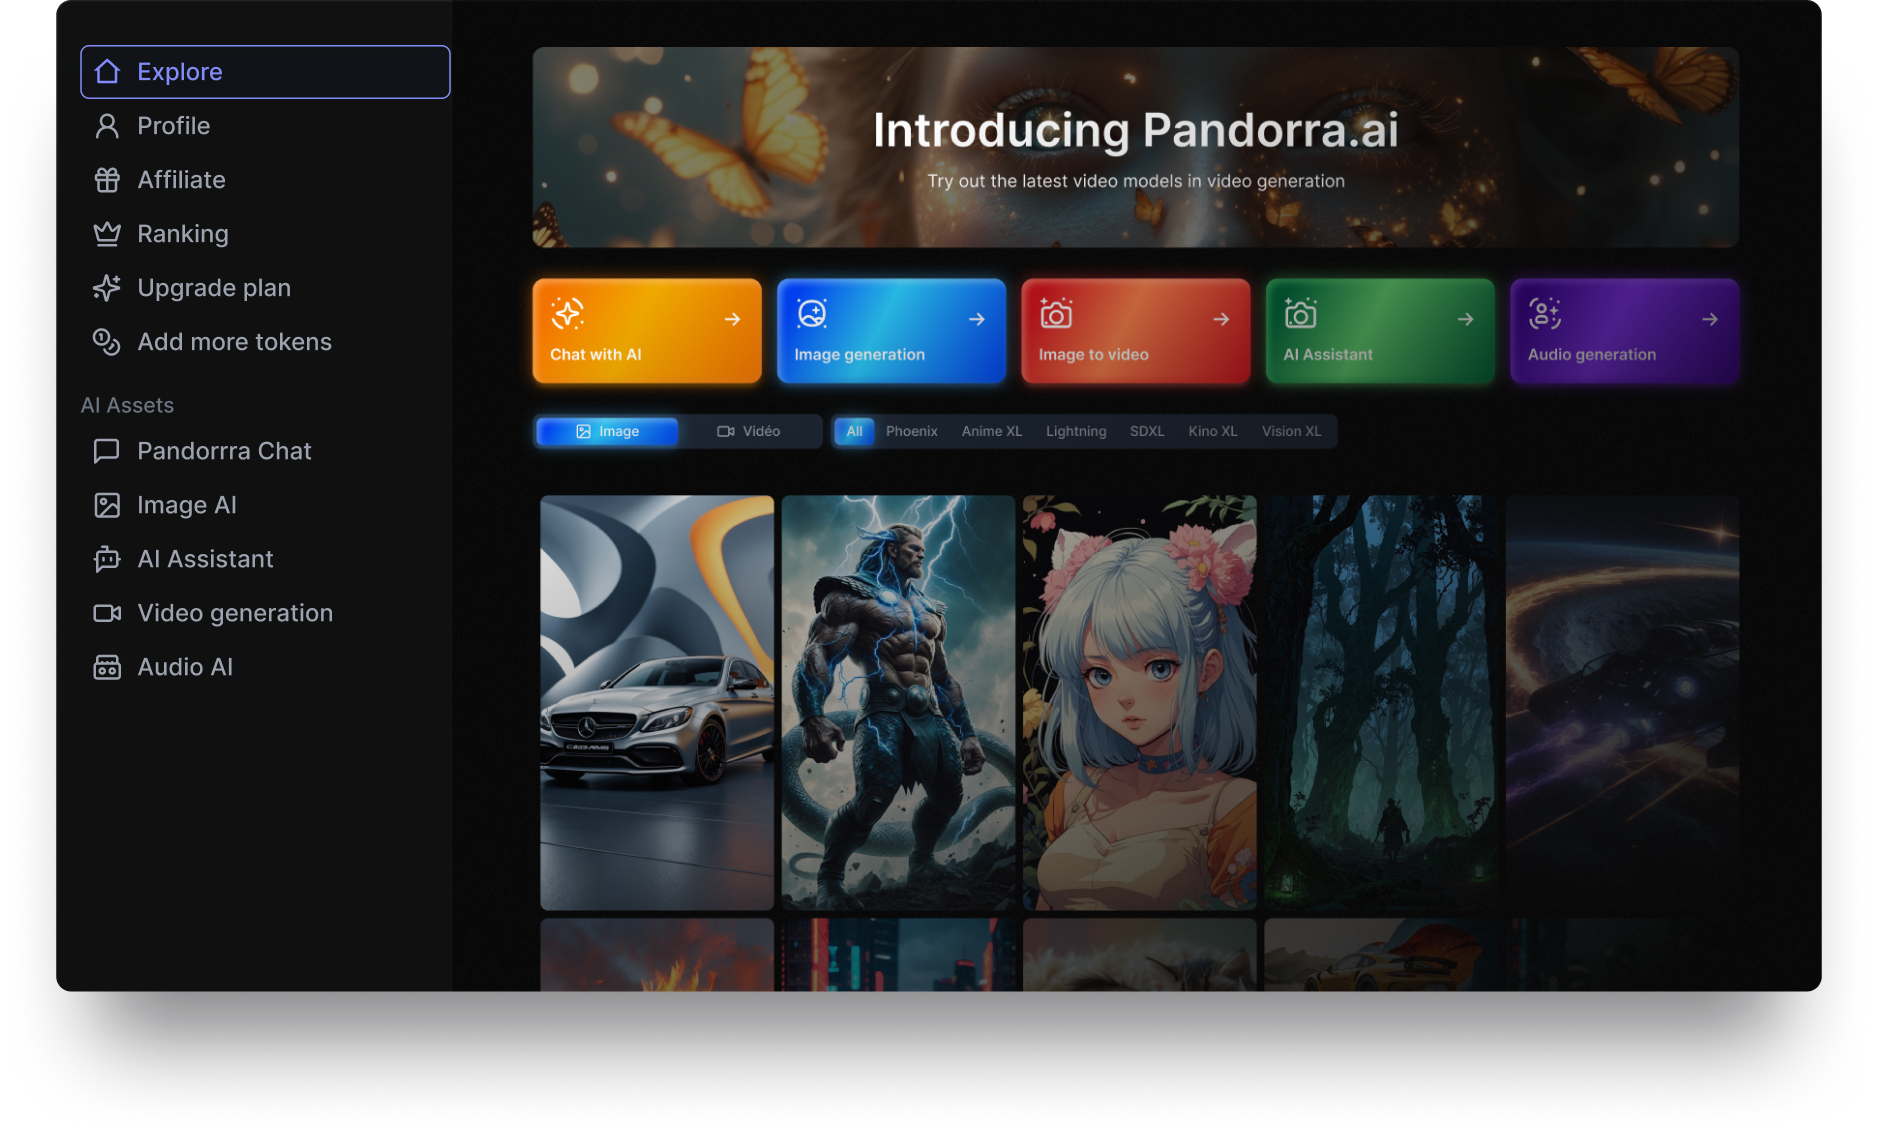 Explore
Profile
Affiliate
Ranking
Upgrade plan
Add more tokens
AI Assets
Pandorrra Chat
Image AI
AI Assistant
Video generation
Audio AI
Introducing Pandorra.ai
Try out the latest video models in video generation
Chat with AI
Image generation
Image to video
AI Assistant
Audio generation
Image
Vidéo
All
Phoenix
Anime XL
Lightning
SDXL
Kino XL
Vision XL